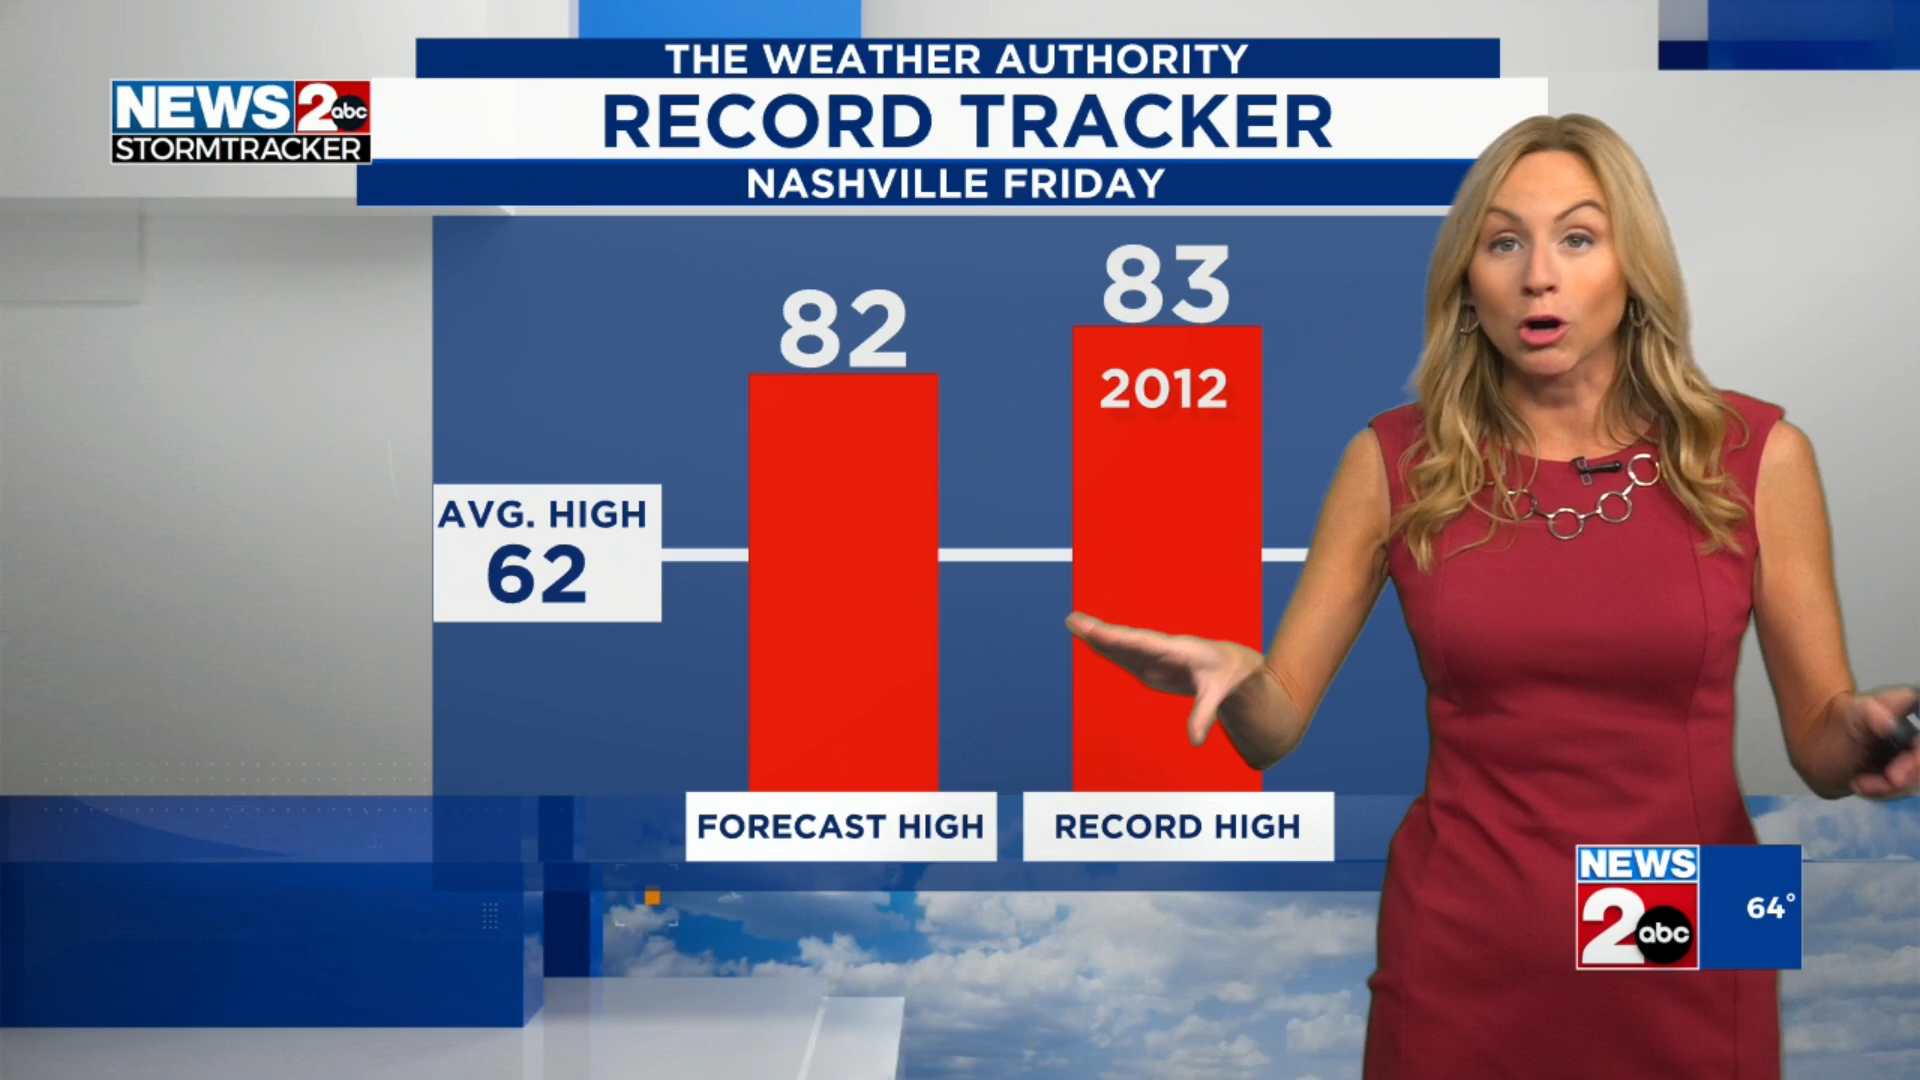 THE WEATHER AUTHORITY
NEWS 2 abc
STORMTRACKER
RECORD TRACKER
NASHVILLE FRIDAY
82
83
2012
AVG. HIGH
62
FORECAST HIGH
RECORD HIGH
NEWS
2 abc
64°